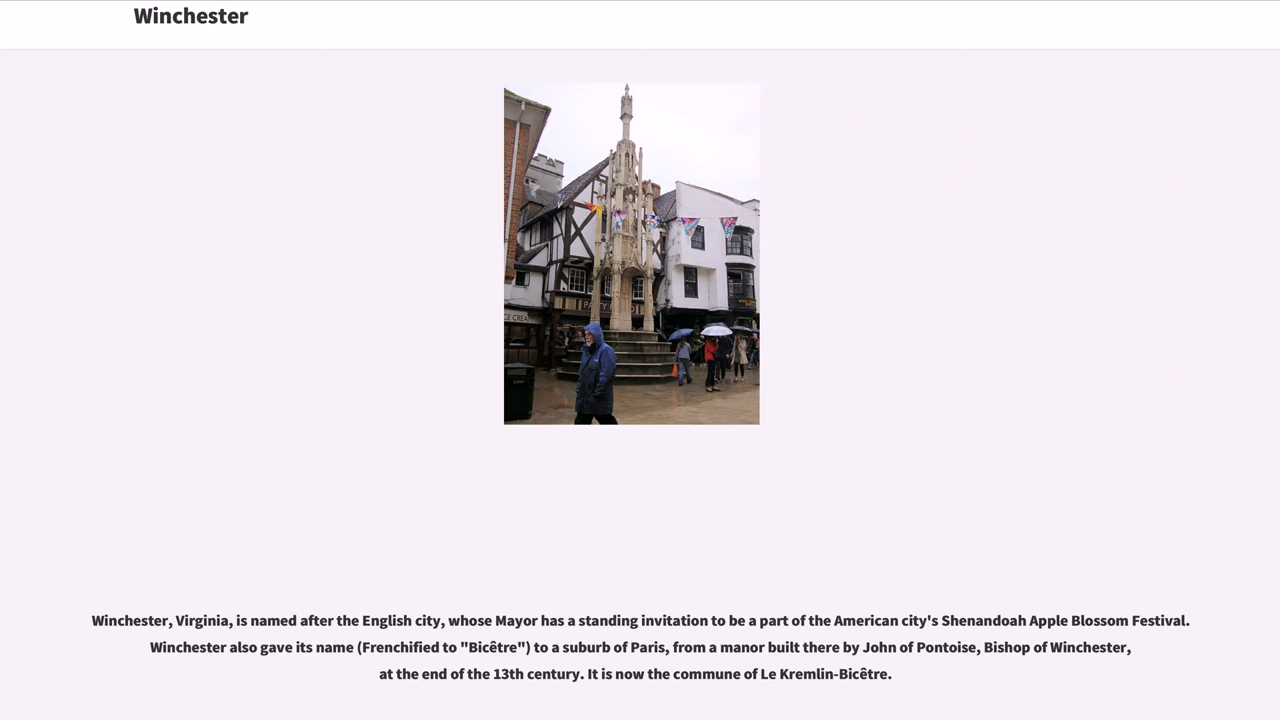 Winchester
ICE CREAM
Winchester, Virginia, is named after the English city, whose Mayor has a standing invitation to be a part of the American city's Shenandoah Apple Blossom Festival.
Winchester also gave its name (Frenchified to "Bicêtre") to a suburb of Paris, from a manor built there by John of Pontoise, Bishop of Winchester,
at the end of the 13th century. It is now the commune of Le Kremlin-Bicêtre.